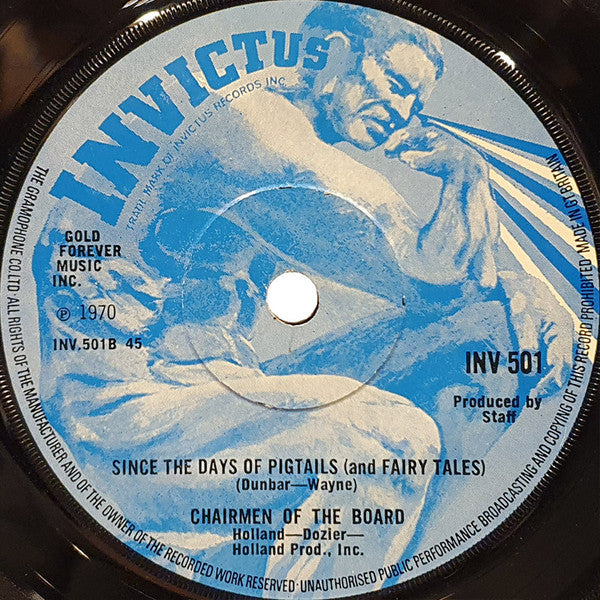 INVICTUS
TRADE MARK OF INVICTUS RECORDS INC.
GOLD
FOREVER
MUSIC
INC.
℗ 1970
INV.501B 45
INV 501
Produced by
Staff
SINCE THE DAYS OF PIGTAILS (and FAIRY TALES)
(Dunbar—Wayne)
CHAIRMEN OF THE BOARD
Holland—Dozier—
Holland Prod., Inc.
THE GRAMOPHONE CO.LTD. ALL RIGHTS OF THE MANUFACTURER AND OF THE OWNER OF THE RECORDED WORK RESERVED·UNAUTHORISED PUBLIC PERFORMANCE BROADCASTING AND COPYING OF THIS RECORD PROHIBITED MADE IN GT BRITAIN